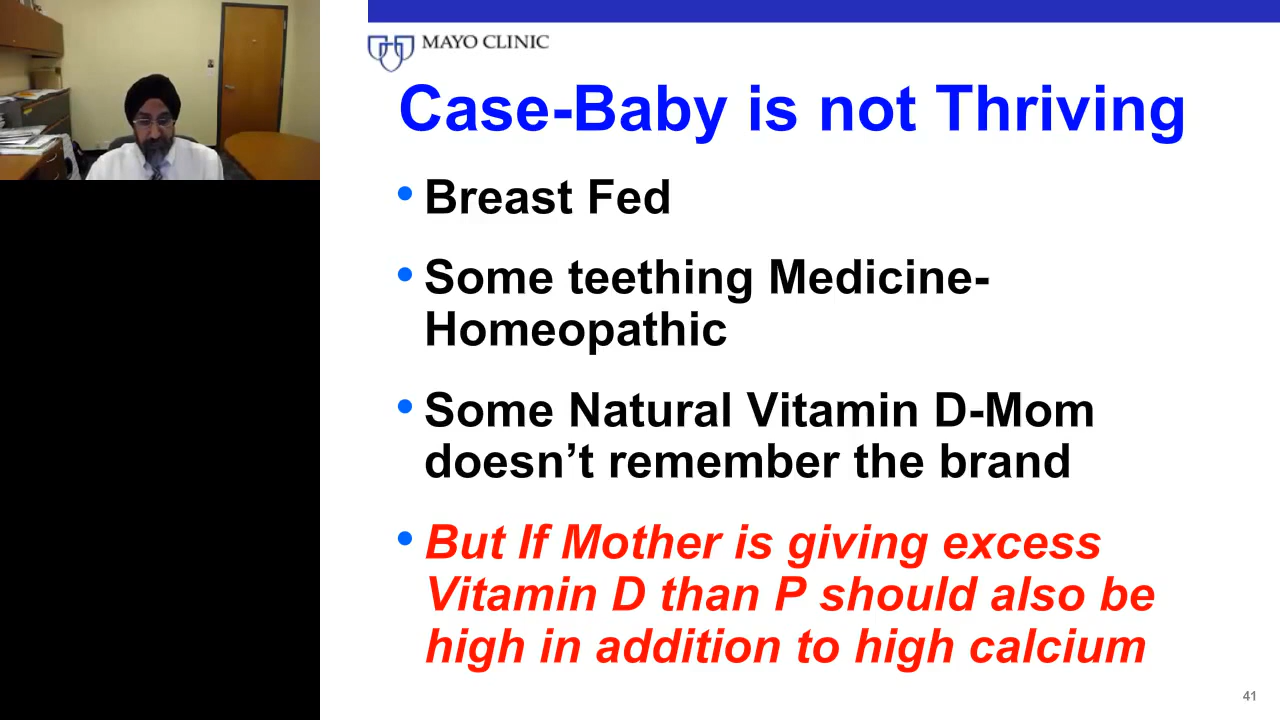 MAYO CLINIC
Case-Baby is not Thriving
• Breast Fed
• Some teething Medicine-
Homeopathic
• Some Natural Vitamin D-Mom
doesn’t remember the brand
• But If Mother is giving excess
Vitamin D than P should also be
high in addition to high calcium
41